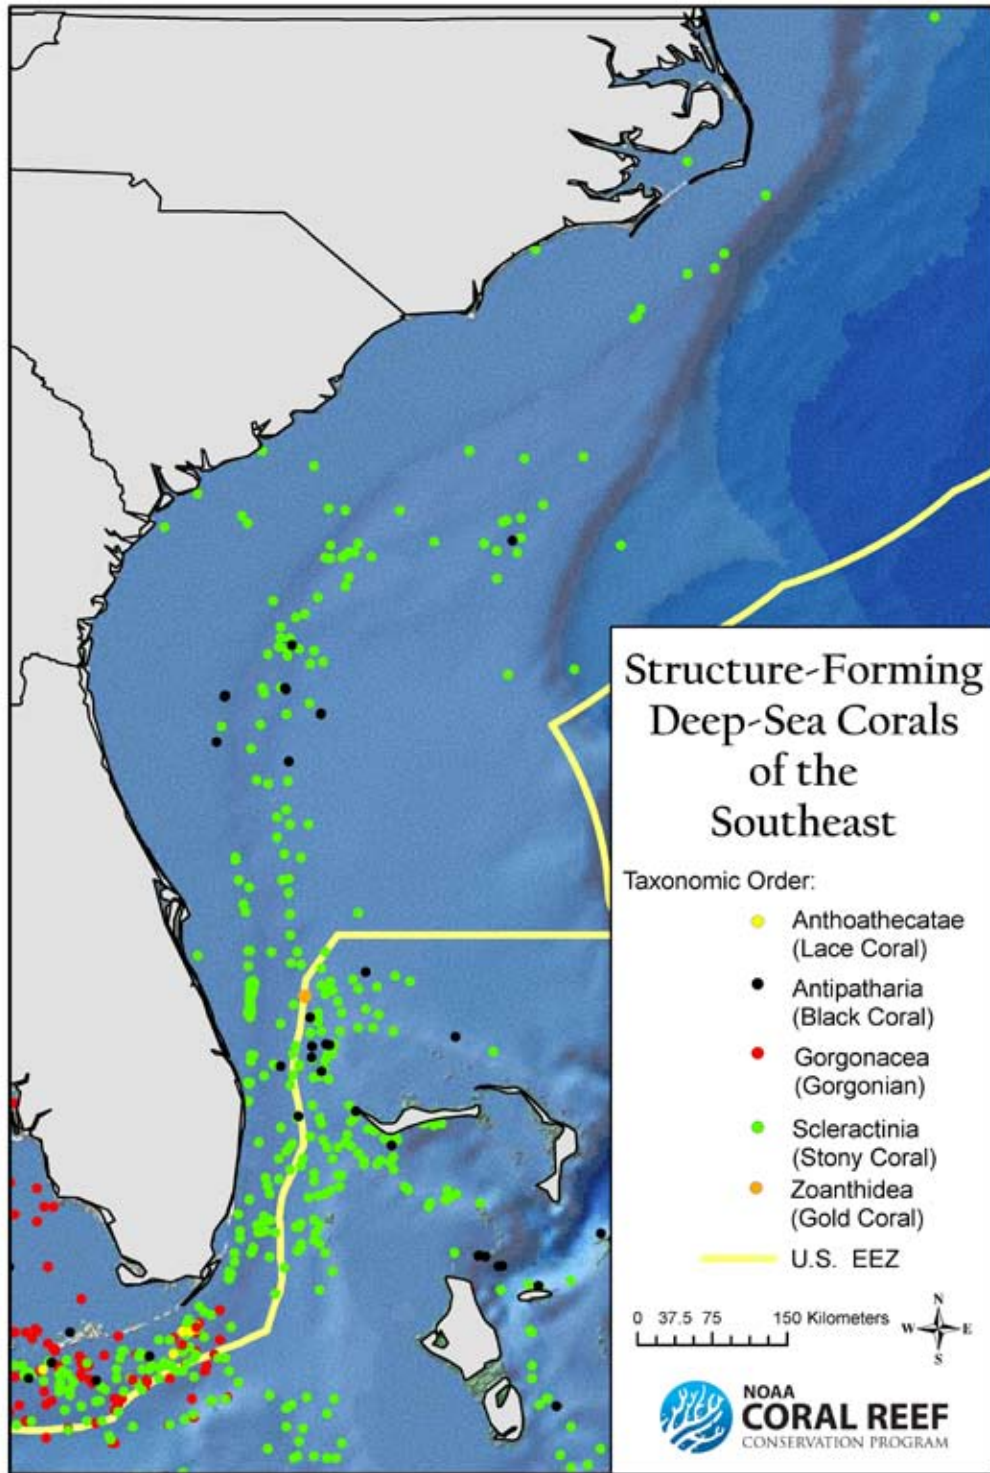 Structure-Forming
Deep-Sea Corals
of the
Southeast
Taxonomic Order:
Anthoathecatae
(Lace Coral)
Antipatharia
(Black Coral)
Gorgonacea
(Gorgonian)
Scleractinia
(Stony Coral)
Zoanthidea
(Gold Coral)
U.S. EEZ
0 37.5 75 150 Kilometers
N
W E
S
NOAA
CORAL REEF
CONSERVATION PROGRAM